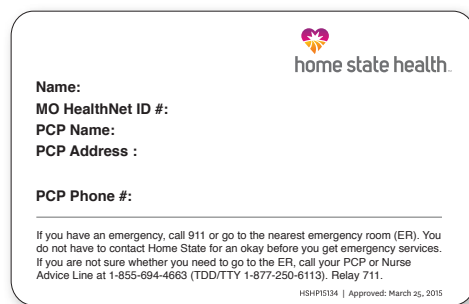 home state health™
Name:
MO HealthNet ID #:
PCP Name:
PCP Address :
PCP Phone #:
If you have an emergency, call 911 or go to the nearest emergency room (ER). You
do not have to contact Home State for an okay before you get emergency services.
If you are not sure whether you need to go to the ER, call your PCP or Nurse
Advice Line at 1-855-694-4663 (TDD/TTY 1-877-250-6113). Relay 711.
HSHP15134 | Approved: March 25, 2015